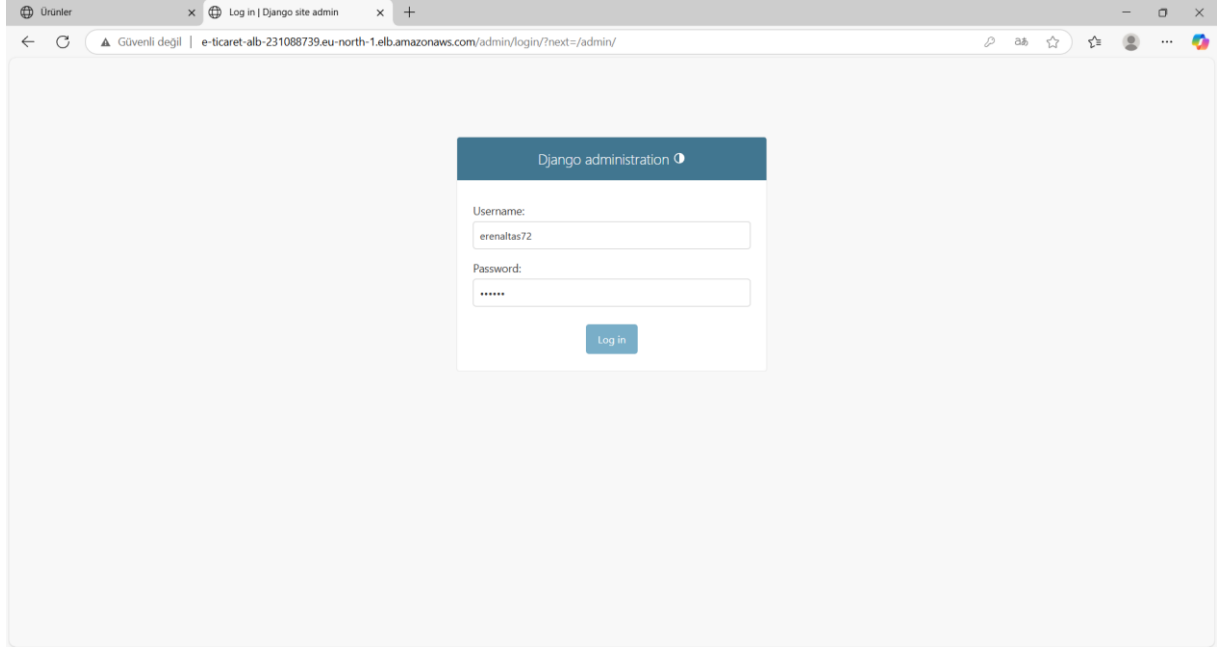 Ürünler
Log in | Django site admin
Güvenli değil | e-ticaret-alb-231088739.eu-north-1.elb.amazonaws.com/admin/login/?next=/admin/
Django administration
Username:
erenaltas72
Password:
••••••
Log in